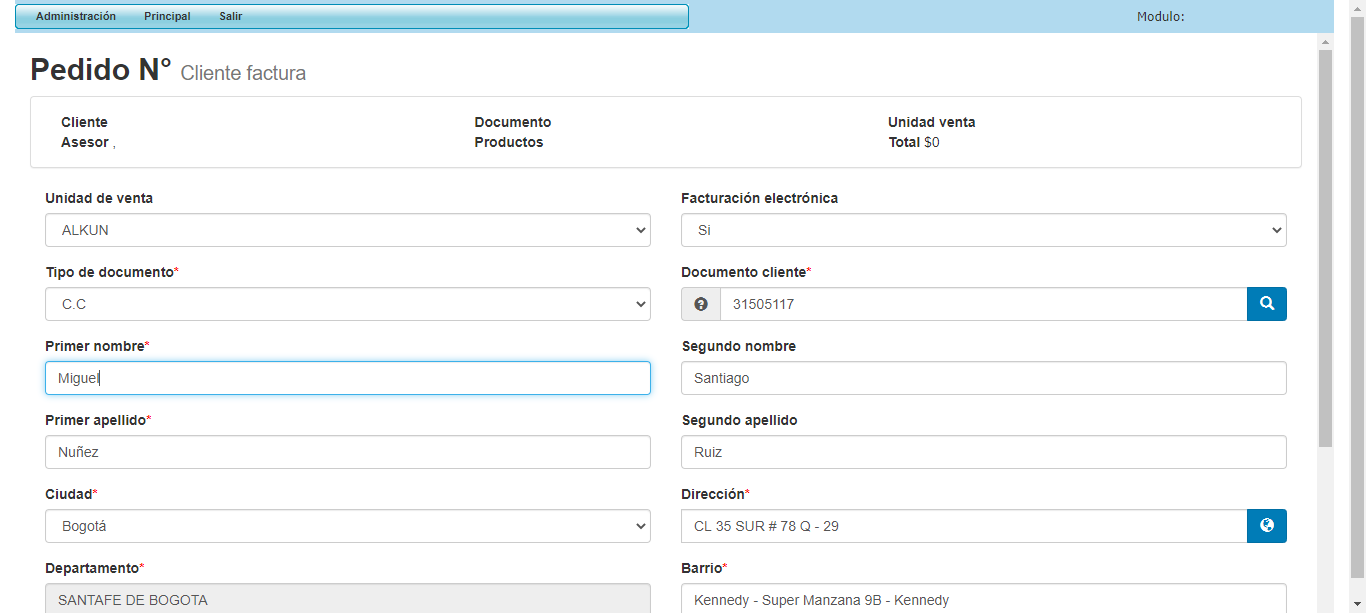 Administración Principal Salir Modulo:
Pedido N° Cliente factura
Cliente Documento Unidad venta
Asesor , Productos Total $0
Unidad de venta Facturación electrónica
ALKUN Si
Tipo de documento* Documento cliente*
C.C ? 31505117
Primer nombre* Segundo nombre
Miguel Santiago
Primer apellido* Segundo apellido
Nuñez Ruiz
Ciudad* Dirección*
Bogotá CL 35 SUR # 78 Q - 29
Departamento* Barrio*
SANTAFE DE BOGOTA Kennedy - Super Manzana 9B - Kennedy